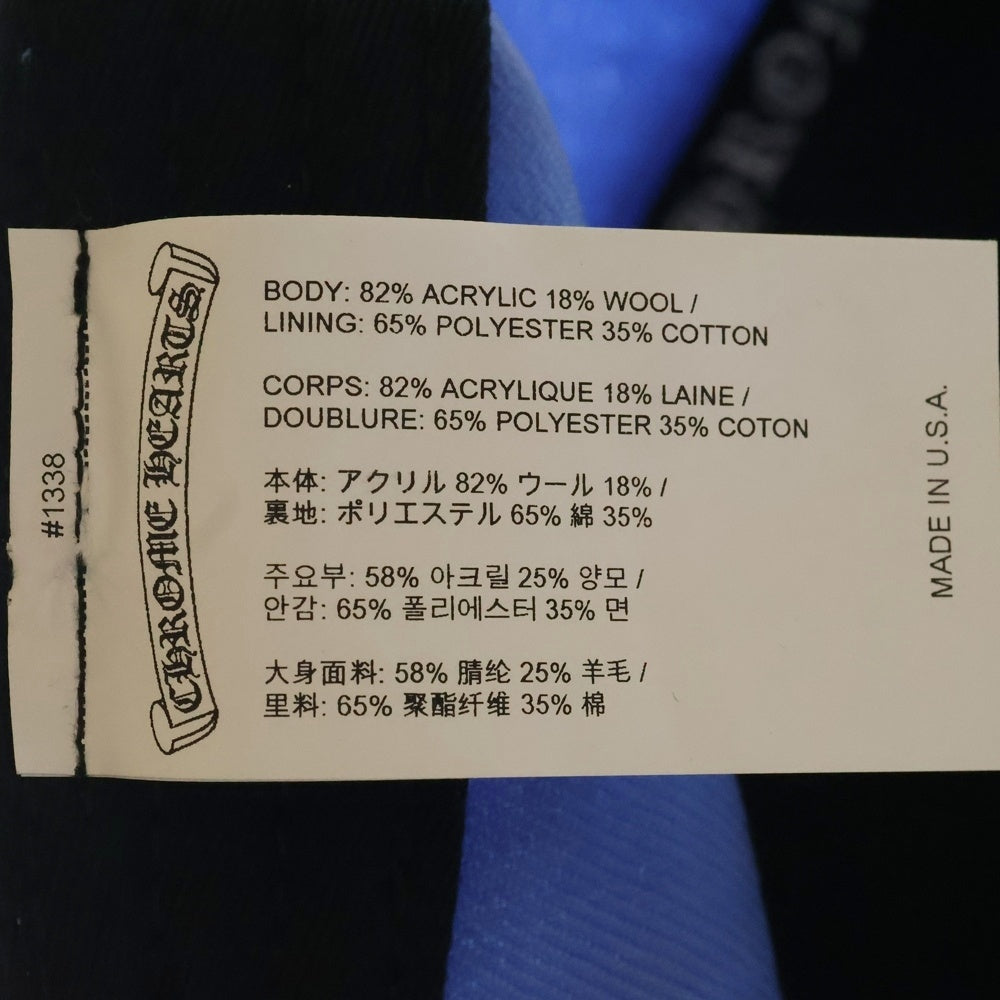 #1338
CHROME HEARTS
BODY: 82% ACRYLIC 18% WOOL /
LINING: 65% POLYESTER 35% COTTON
CORPS: 82% ACRYLIQUE 18% LAINE /
DOUBLURE: 65% POLYESTER 35% COTON
本体: アクリル 82% ウール 18% /
裏地: ポリエステル 65% 綿 35%
주요부: 58% 아크릴 25% 양모 /
안감: 65% 폴리에스터 35% 면
大身面料: 58% 腈纶 25% 羊毛 /
里料: 65% 聚酯纤维 35% 棉
MADE IN U.S.A.